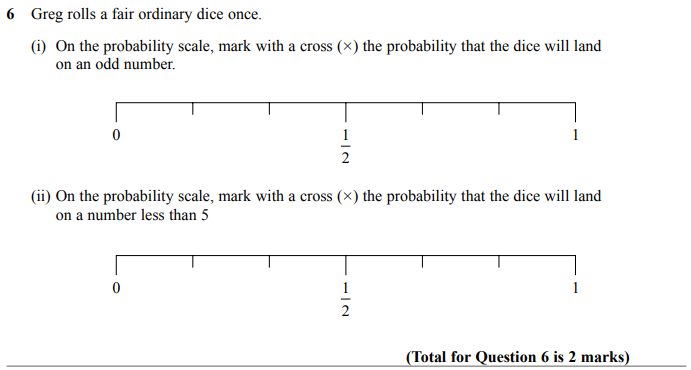 6 Greg rolls a fair ordinary dice once.
(i) On the probability scale, mark with a cross (×) the probability that the dice will land
on an odd number.
0 1/2 1
(ii) On the probability scale, mark with a cross (×) the probability that the dice will land
on a number less than 5
0 1/2 1
(Total for Question 6 is 2 marks)